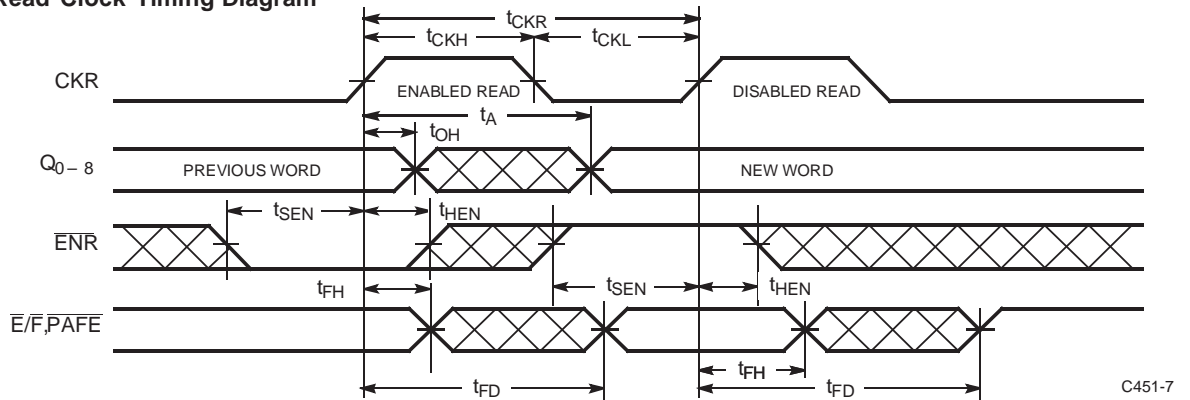 Read Clock Timing Diagram
tCKR
tCKH
tCKL
CKR
ENABLED READ
DISABLED READ
tA
tOH
Q0 – 8
PREVIOUS WORD
NEW WORD
tSEN
tHEN
ENR
tFH
tSEN
tHEN
E/F,PAFE
tFH
tFD
tFD
C451-7